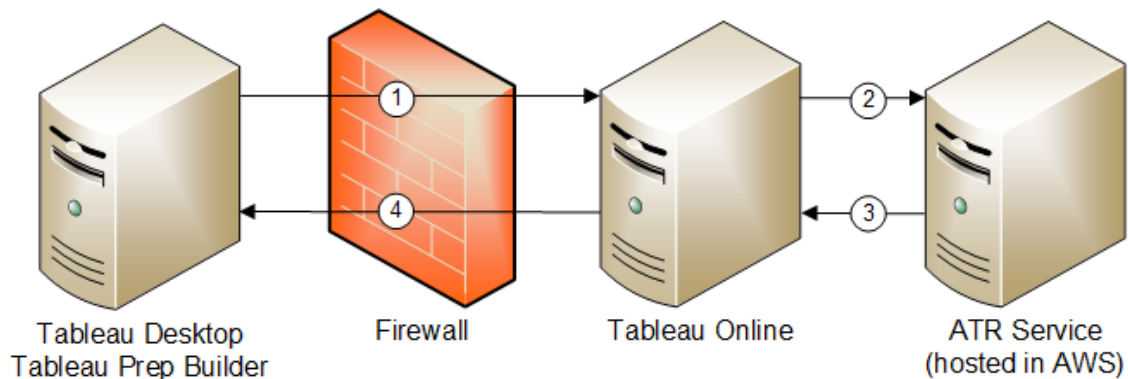 1
2
4
3
Tableau Desktop
Tableau Prep Builder
Firewall
Tableau Online
ATR Service
(hosted in AWS)